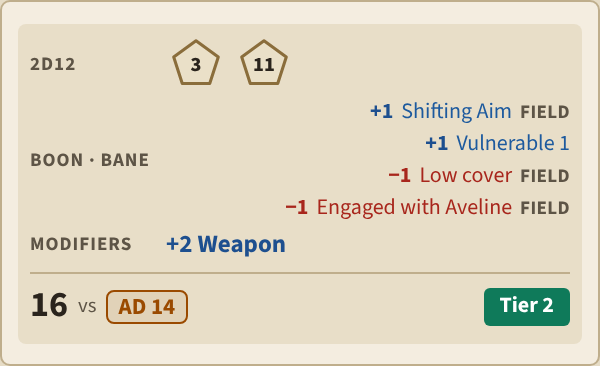 2D12 3 11
+1 Shifting Aim FIELD
+1 Vulnerable 1
BOON · BANE
−1 Low cover FIELD
−1 Engaged with Aveline FIELD
MODIFIERS +2 Weapon
16 vs AD 14 Tier 2